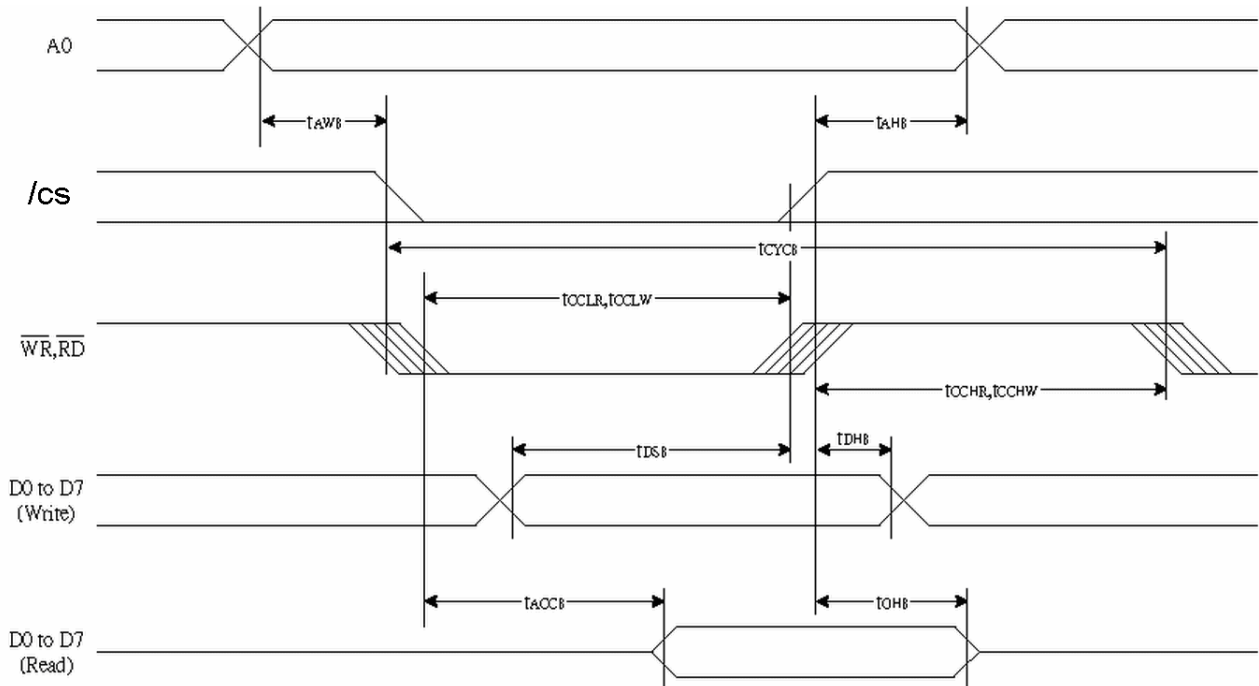 A0
tAWB
tAHB
/cs
tCYCB
tCCLR,tCCLW
WR,RD
tCCHR,tCCHW
tDSB
tDHB
D0 to D7
(Write)
tACCB
tOHB
D0 to D7
(Read)